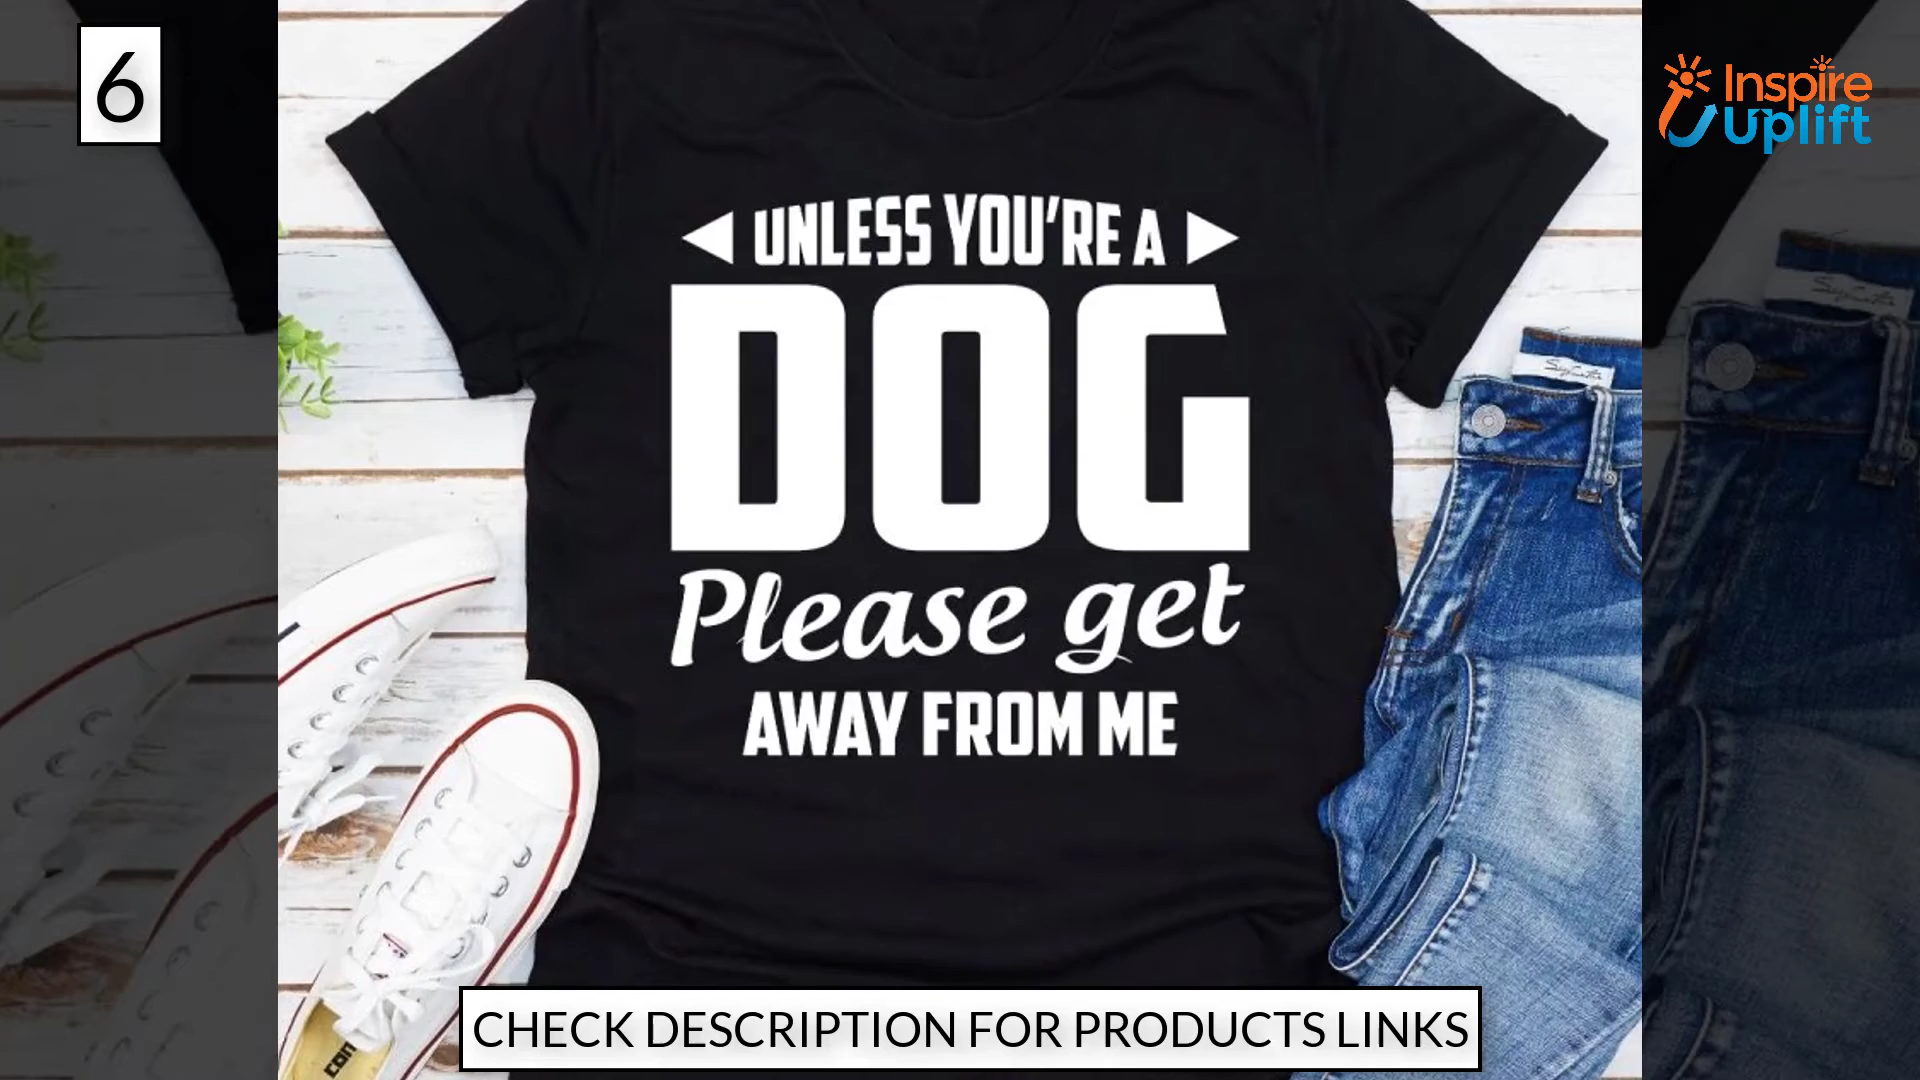 6
Inspire
Uplift
UNLESS YOU'RE A
DOG
Please get
AWAY FROM ME
CHECK DESCRIPTION FOR PRODUCTS LINKS